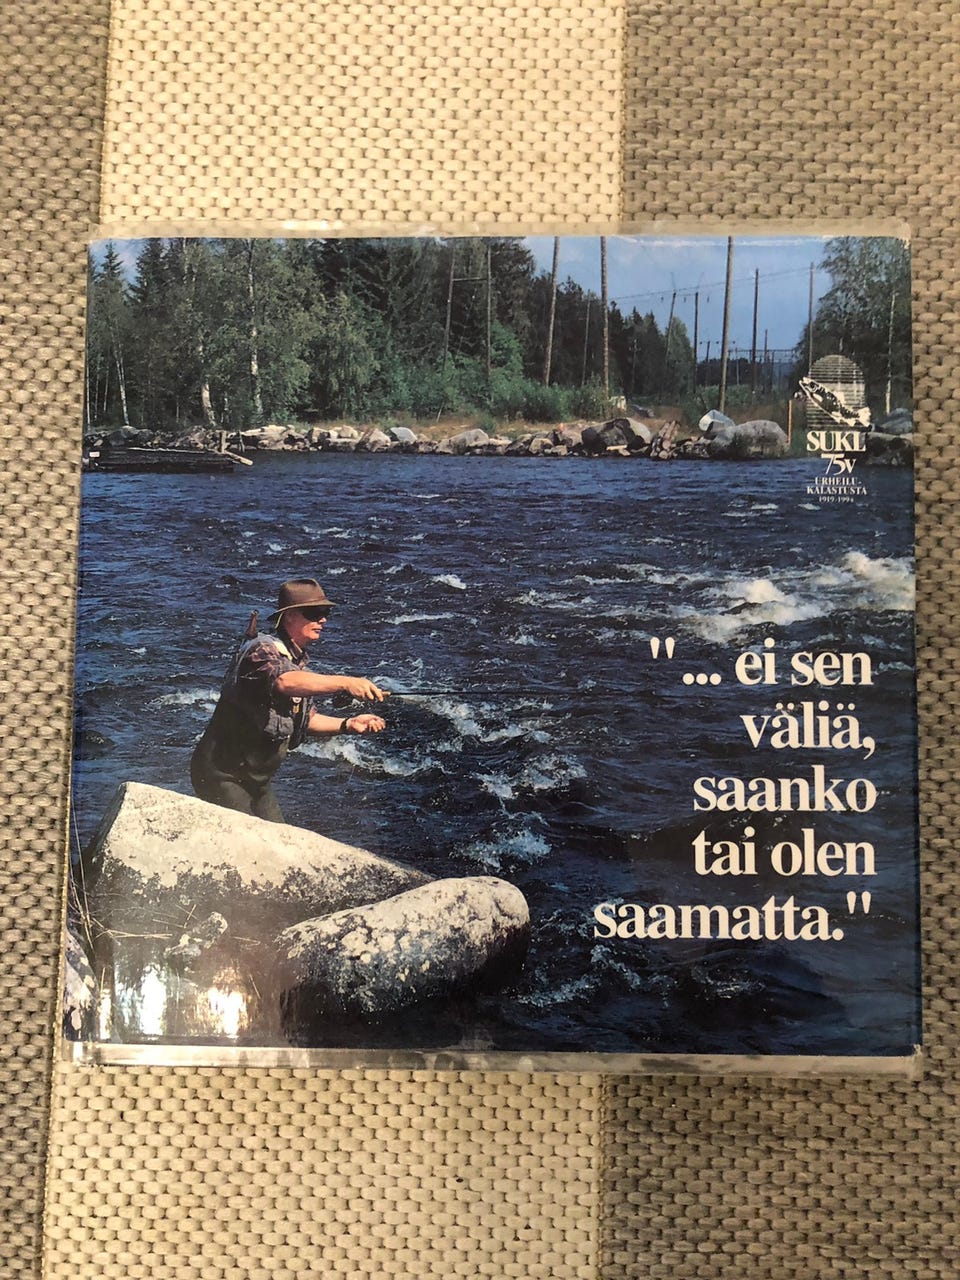 SUKL
75v
URHEILU-
KALASTUSTA
1919-1994
"... ei sen
väliä,
saanko
tai olen
saamatta."